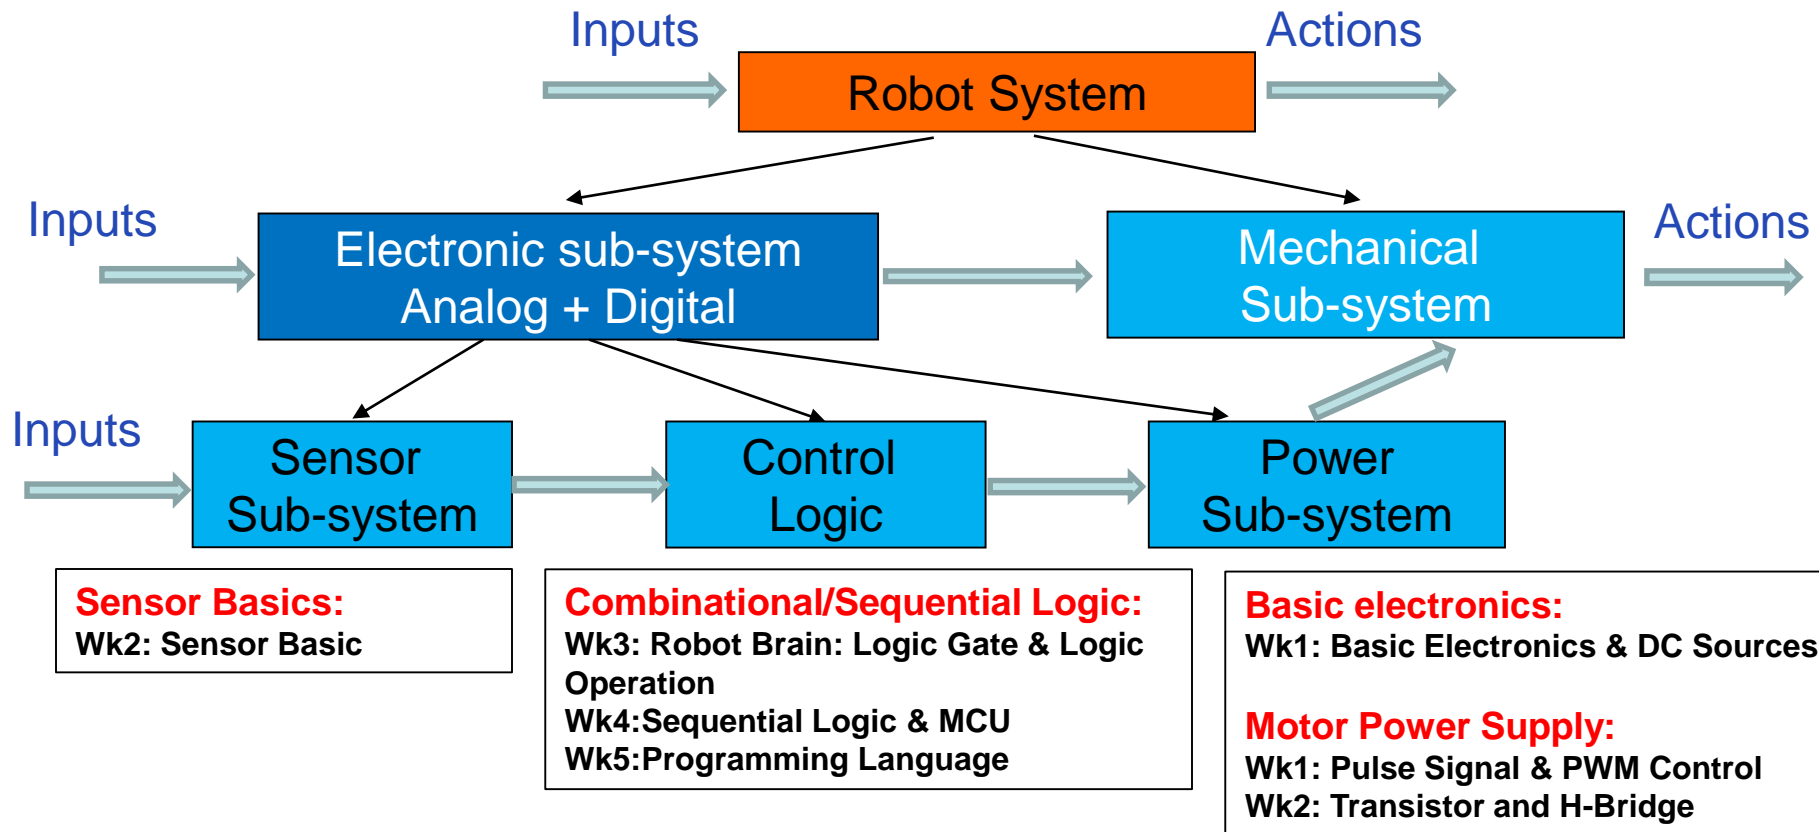 Inputs
Actions
Robot System
Inputs
Electronic sub-system
Analog + Digital
Mechanical
Sub-system
Actions
Inputs
Sensor
Sub-system
Control
Logic
Power
Sub-system
Sensor Basics:
Wk2: Sensor Basic
Combinational/Sequential Logic:
Wk3: Robot Brain: Logic Gate & Logic
Operation
Wk4:Sequential Logic & MCU
Wk5:Programming Language
Basic electronics:
Wk1: Basic Electronics & DC Sources
Motor Power Supply:
Wk1: Pulse Signal & PWM Control
Wk2: Transistor and H-Bridge